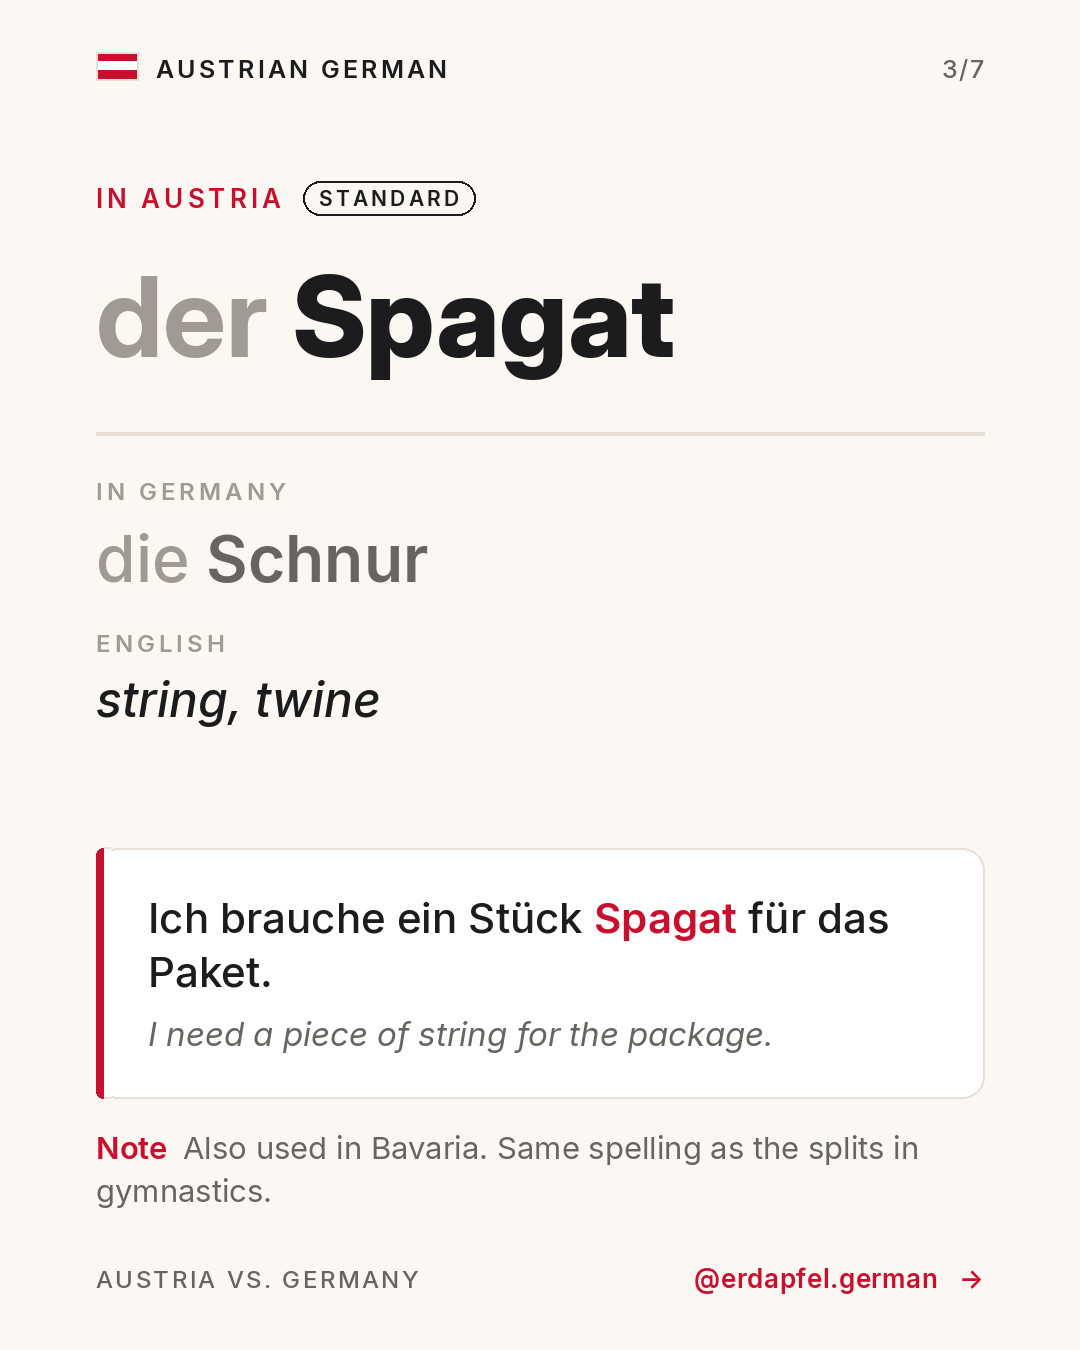 AUSTRIAN GERMAN
3/7
IN AUSTRIA STANDARD
der Spagat
IN GERMANY
die Schnur
ENGLISH
string, twine
Ich brauche ein Stück Spagat für das
Paket.
I need a piece of string for the package.
Note Also used in Bavaria. Same spelling as the splits in
gymnastics.
AUSTRIA VS. GERMANY
@erdapfel.german →